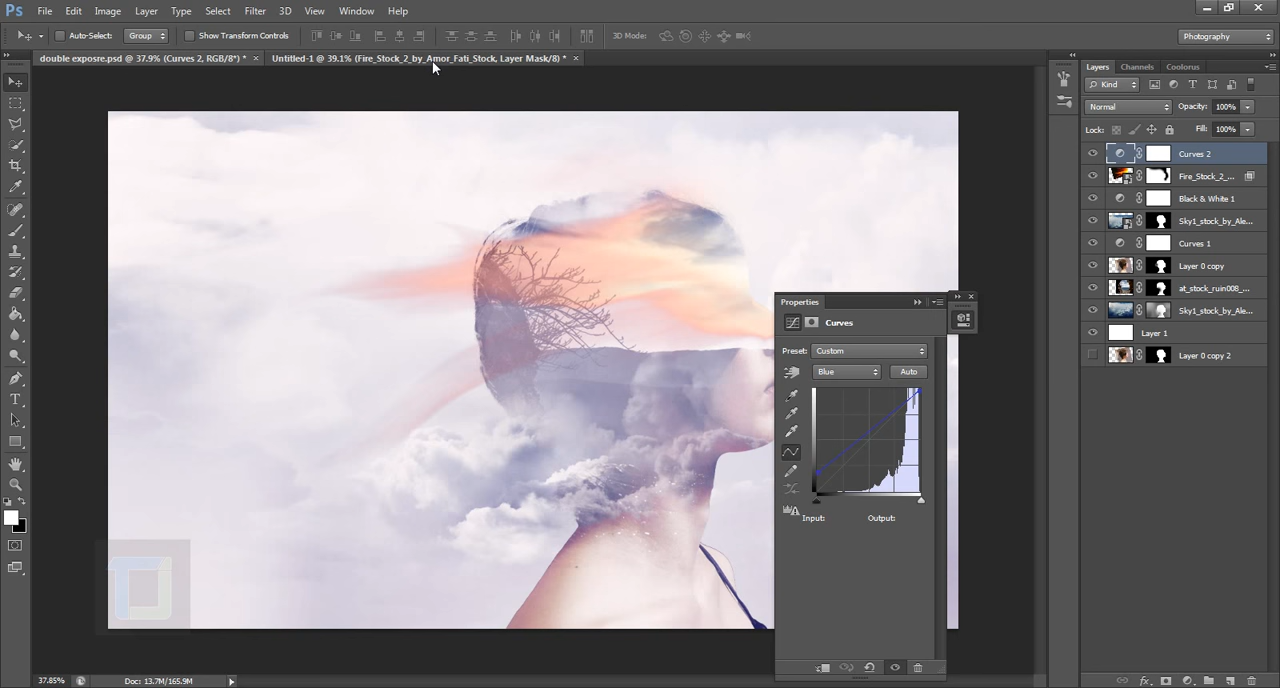 Ps File Edit Image Layer Type Select Filter 3D View Window Help
Auto-Select: Group Show Transform Controls 3D Mode: Photography
double exposre.psd @ 37.9% (Curves 2, RGB/8*) * × Untitled-1 @ 39.1% (Fire_Stock_2_by_Amor_Fati_Stock, Layer Mask/8) * ×
Layers Channels Coolorus
Kind
Normal Opacity: 100%
Lock: Fill: 100%
Curves 2
Fire_Stock_2_...
Black & White 1
Sky1_stock_by_Ale...
Curves 1
Layer 0 copy
at_stock_ruin008_...
Sky1_stock_by_Ale...
Layer 1
Layer 0 copy 2
Properties
Curves
Preset: Custom
Blue Auto
Input: Output:
37.85% Doc: 13.7M/165.9M